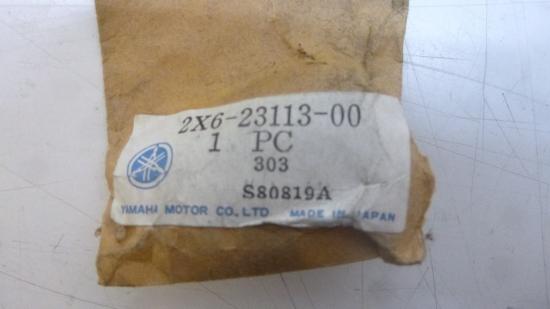 2X6-23113-00
1 PC
303
S80819A
YAMAHA MOTOR CO., LTD MADE IN JAPAN